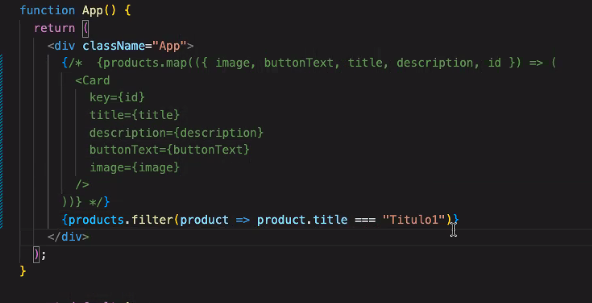 function App() {
return (
<div className="App">
{/* {products.map(({ image, buttonText, title, description, id }) => (
<Card
key={id}
title={title}
description={description}
buttonText={buttonText}
image={image}
/>
))} */}
{products.filter(product => product.title === "Titulo1")}
</div>
);
}